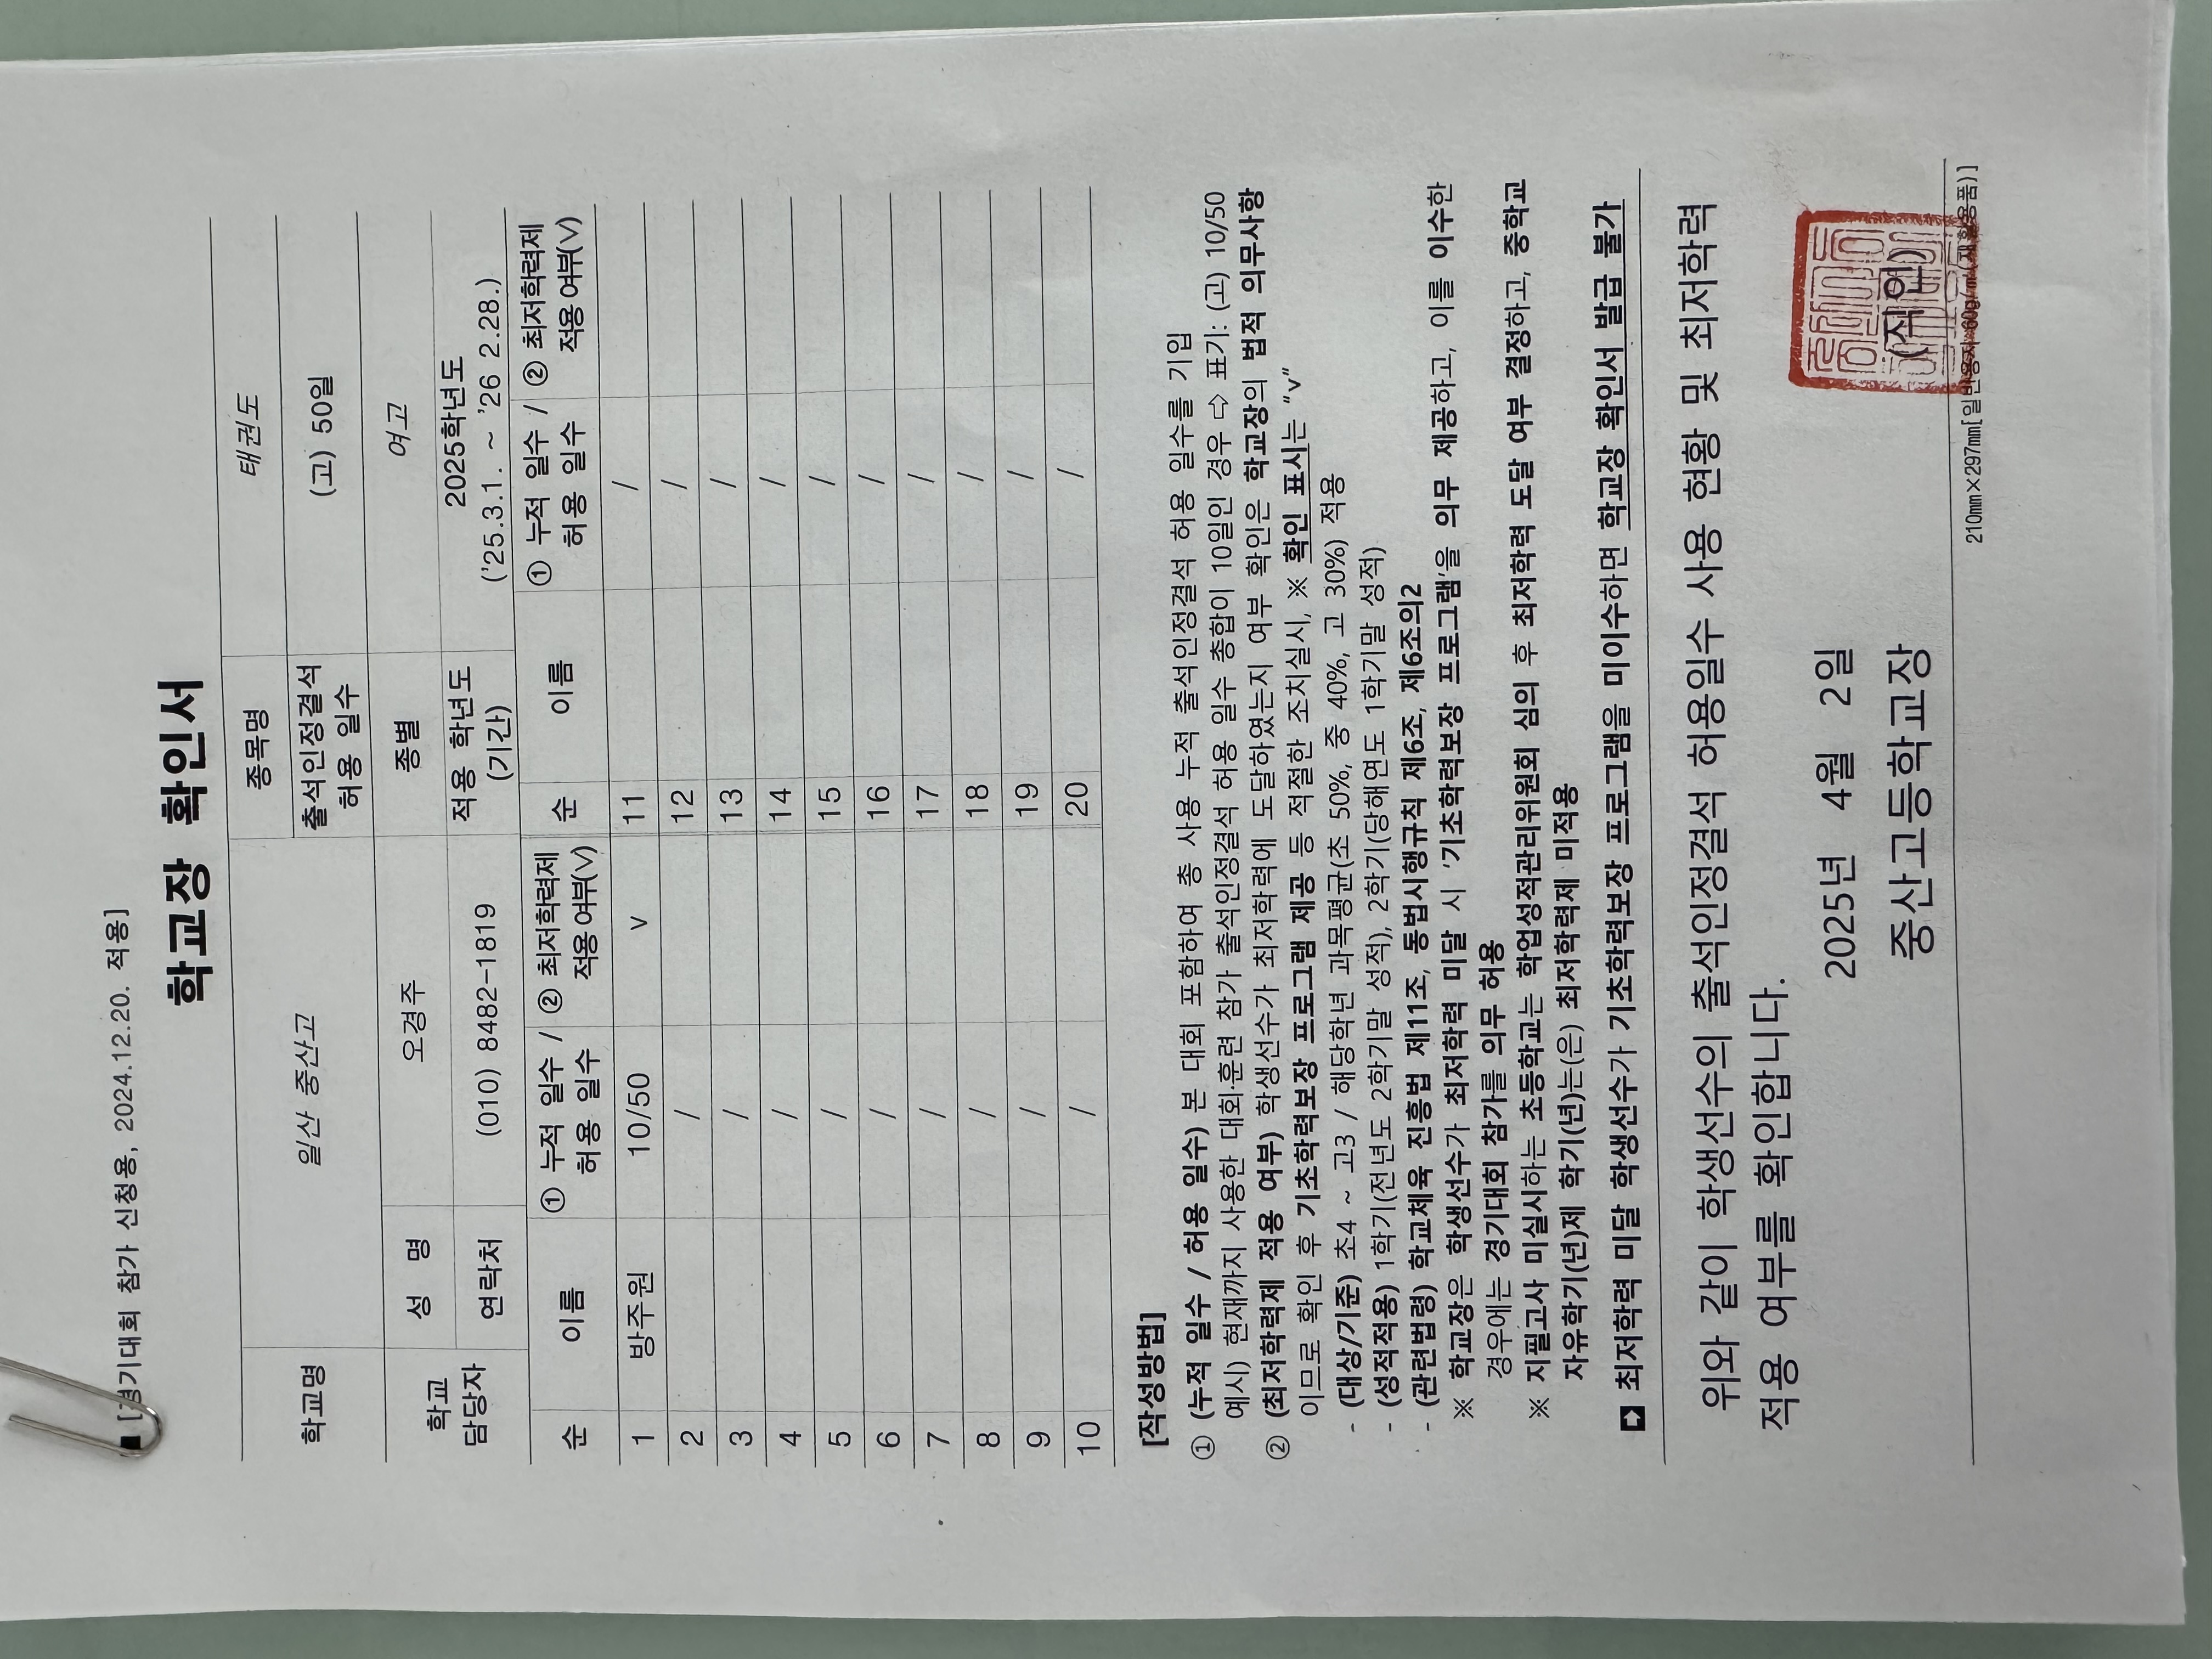 ■ [경기대회 참가 신청용, 2024.12.20. 적용]
학교장 확인서
학교명 일산 중산고 종목명 태권도
출석인정결석 허용 일수 (고) 50일
학교 담당자 성 명 오경주 종별 여고
연락처 (010) 8482-1819 적용 학년도 (기간) 2025학년도 ('25.3.1. ~ '26 2.28.)
순 이름 ① 누적 일수 / 허용 일수 ② 최저학력제 적용 여부(v) 순 이름 ① 누적 일수 / 허용 일수 ② 최저학력제 적용 여부(v)
1 방주원 10/50 v 11 /
2 / 12 /
3 / 13 /
4 / 14 /
5 / 15 /
6 / 16 /
7 / 17 /
8 / 18 /
9 / 19 /
10 / 20 /
[작성방법]
① (누적 일수 / 허용 일수) 본 대회 포함하여 총 사용 누적 출석인정결석 허용 일수를 기입
예시) 현재까지 사용한 대회·훈련 참가 출석인정결석 허용 일수 총합이 10일인 경우 ⇨ 표기: (고) 10/50
② (최저학력제 적용 여부) 학생선수가 최저학력에 도달하였는지 여부 확인은 학교장의 법적 의무사항
이므로 확인 후 기초학력보장 프로그램 제공 등 적절한 조치실시, ※ 확인 표시는 "v"
- (대상/기준) 초4 ~ 고3 / 해당학년 과목평균(초 50%, 중 40%, 고 30%) 적용
- (성적적용) 1학기(전년도 2학기말 성적), 2학기(당해연도 1학기말 성적)
- (관련법령) 학교체육 진흥법 제11조, 동법시행규칙 제6조, 제6조의2
※ 학교장은 학생선수가 최저학력 미달 시 '기초학력보장 프로그램'을 의무 제공하고, 이를 이수한
경우에는 경기대회 참가를 의무 허용
※ 지필고사 미실시하는 초등학교는 학업성적관리위원회 심의 후 최저학력 도달 여부 결정하고, 중학교
자유학기(년)제 학기(년)는(은) 최저학력제 미적용
최저학력 미달 학생선수가 기초학력보장 프로그램을 미이수하면 학교장 확인서 발급 불가
위와 같이 학생선수의 출석인정결석 허용일수 사용 현황 및 최저학력
적용 여부를 확인합니다.
2025년 4월 2일
중산고등학교장 (직인)
210mm×297mm[일반용지 60g/㎡(재활용품)]